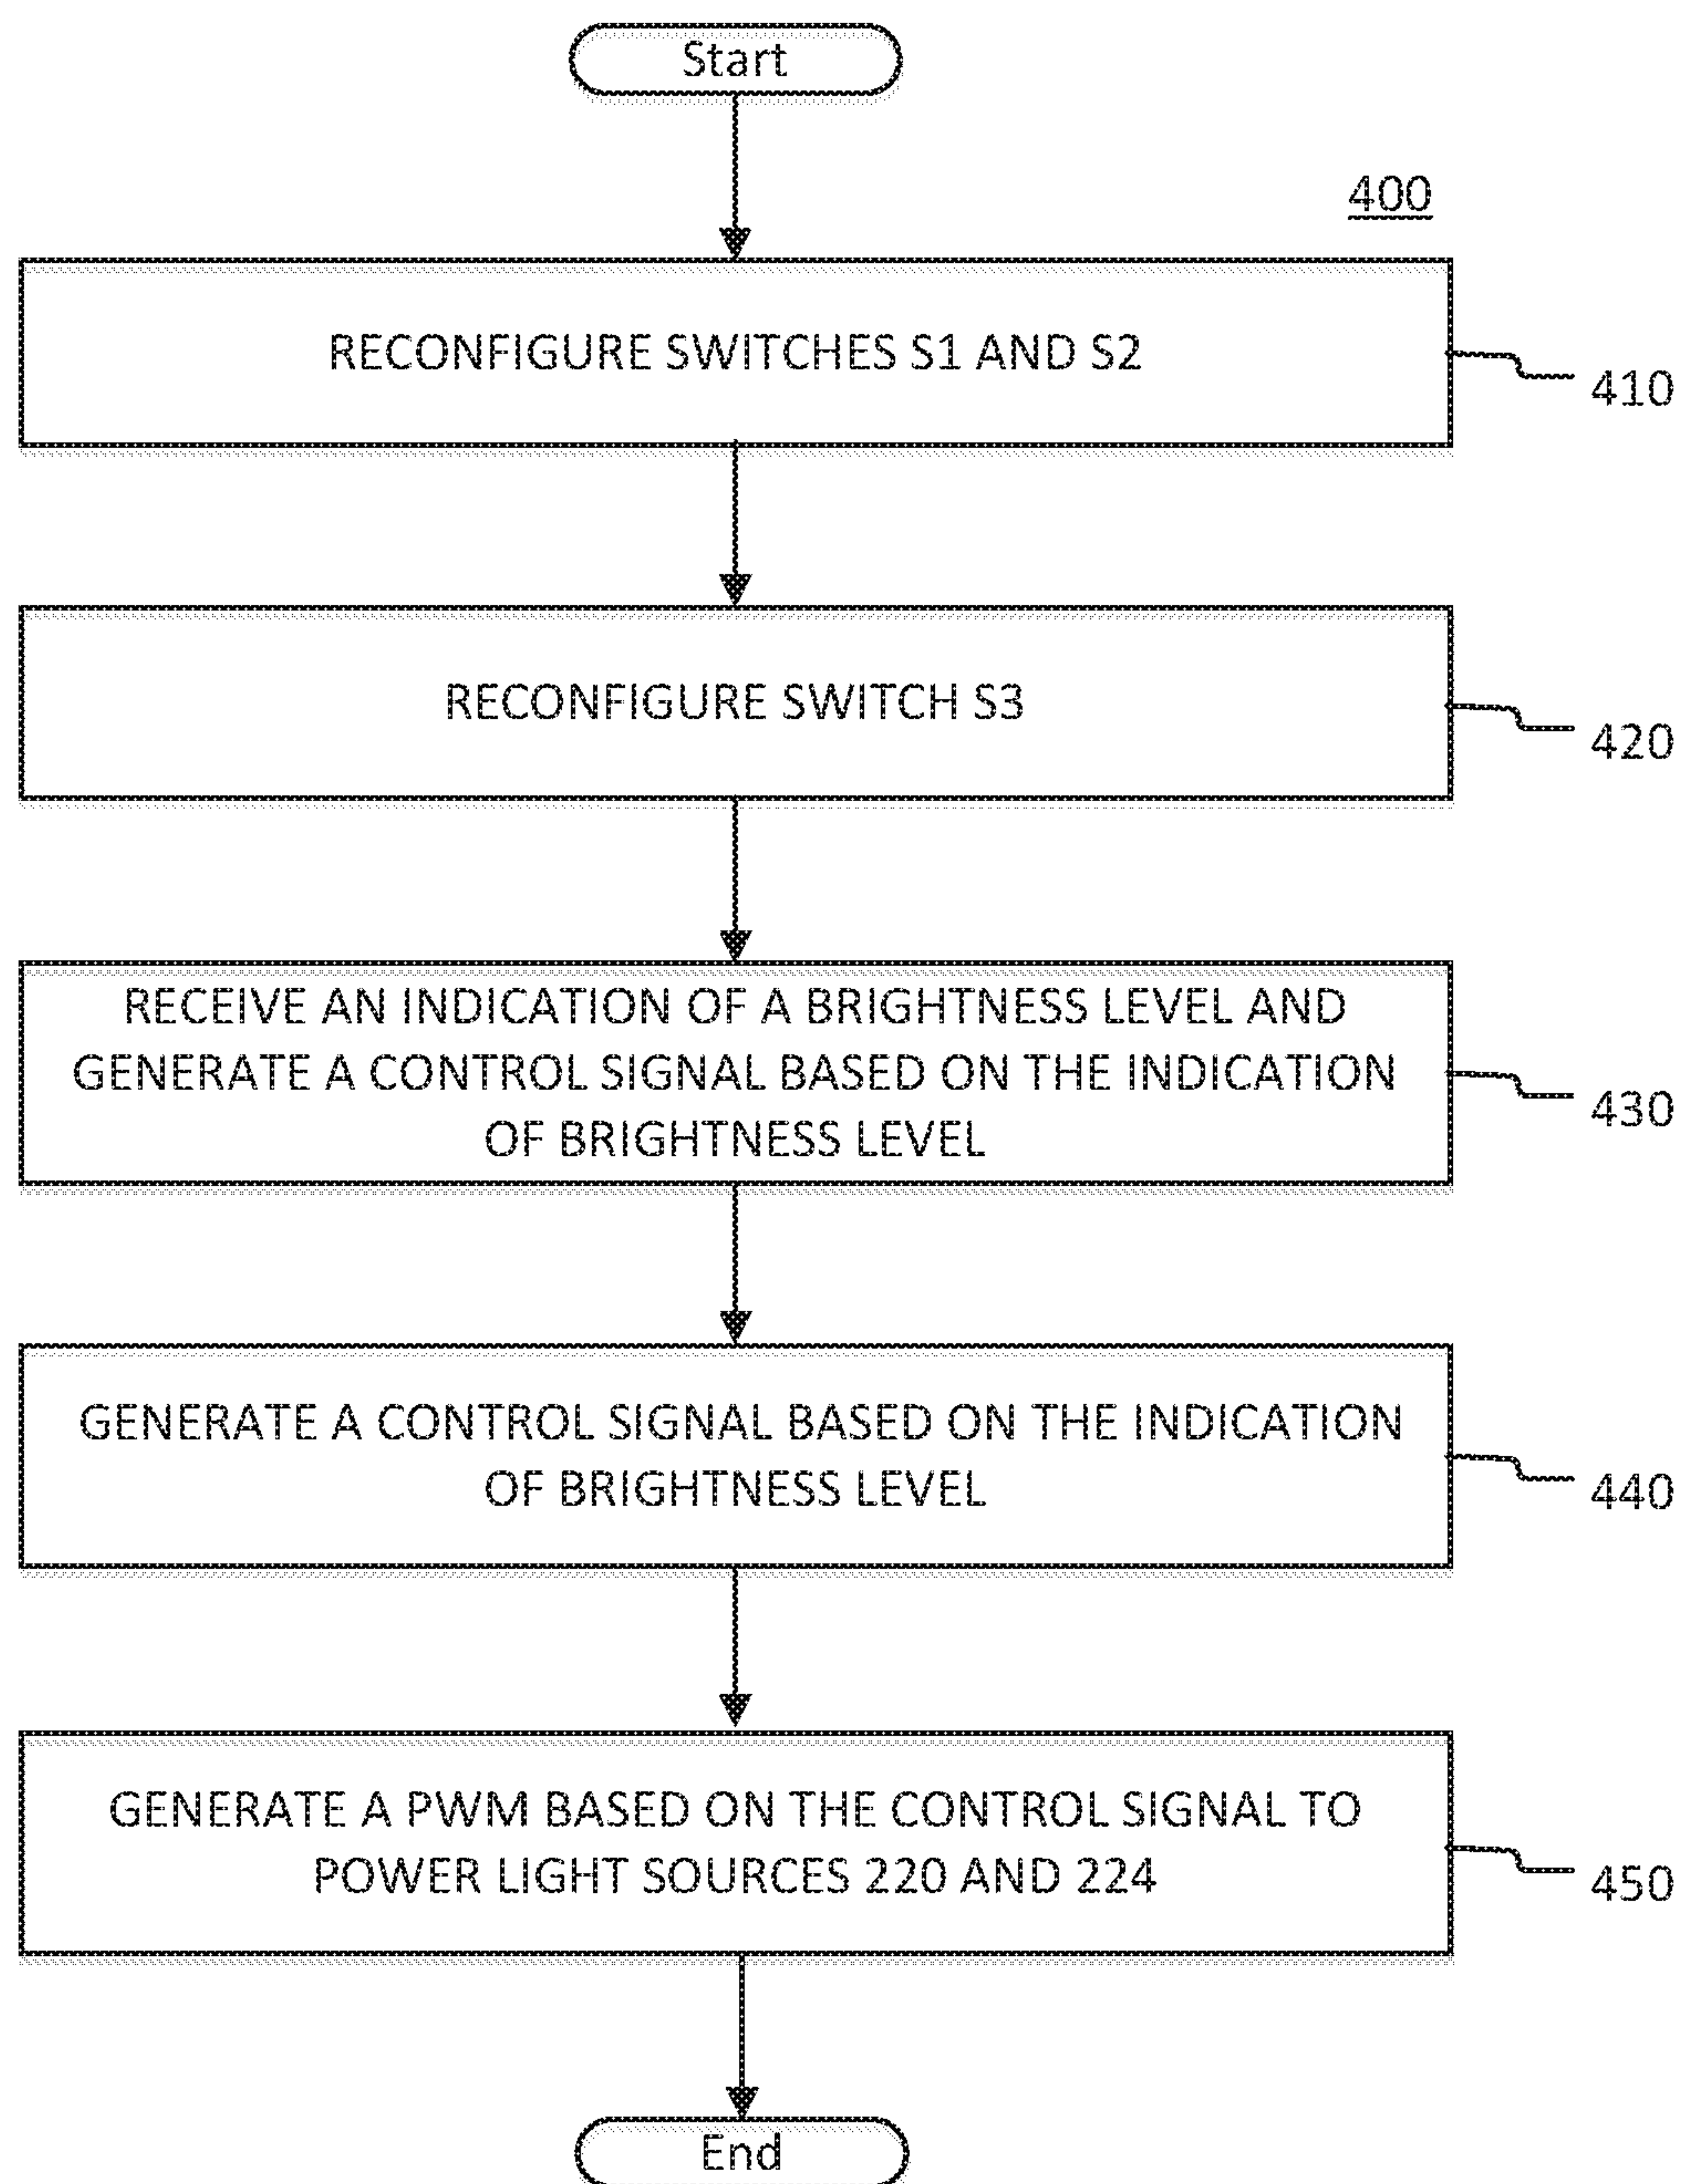 Start
400
RECONFIGURE SWITCHES S1 AND S2
410
RECONFIGURE SWITCH S3
420
RECEIVE AN INDICATION OF A BRIGHTNESS LEVEL AND
GENERATE A CONTROL SIGNAL BASED ON THE INDICATION
OF BRIGHTNESS LEVEL
430
GENERATE A CONTROL SIGNAL BASED ON THE INDICATION
OF BRIGHTNESS LEVEL
440
GENERATE A PWM BASED ON THE CONTROL SIGNAL TO
POWER LIGHT SOURCES 220 AND 224
450
End